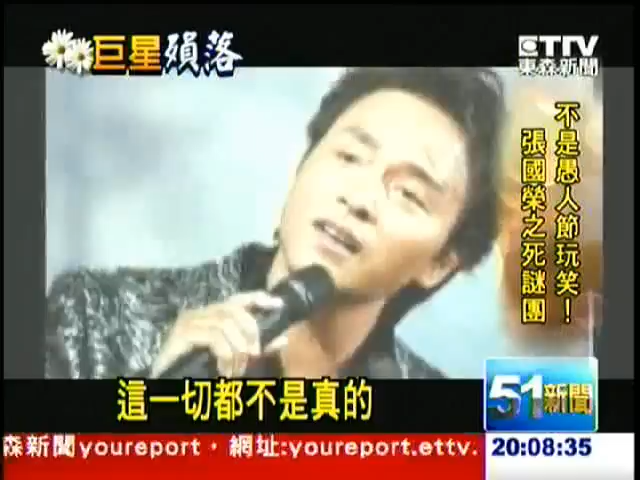 巨星殞落
ETTV
東森新聞
不是愚人節玩笑！
張國榮之死謎團
這一切都不是真的
51新聞
森新聞youreport‧網址:youreport.ettv.
20:08:35